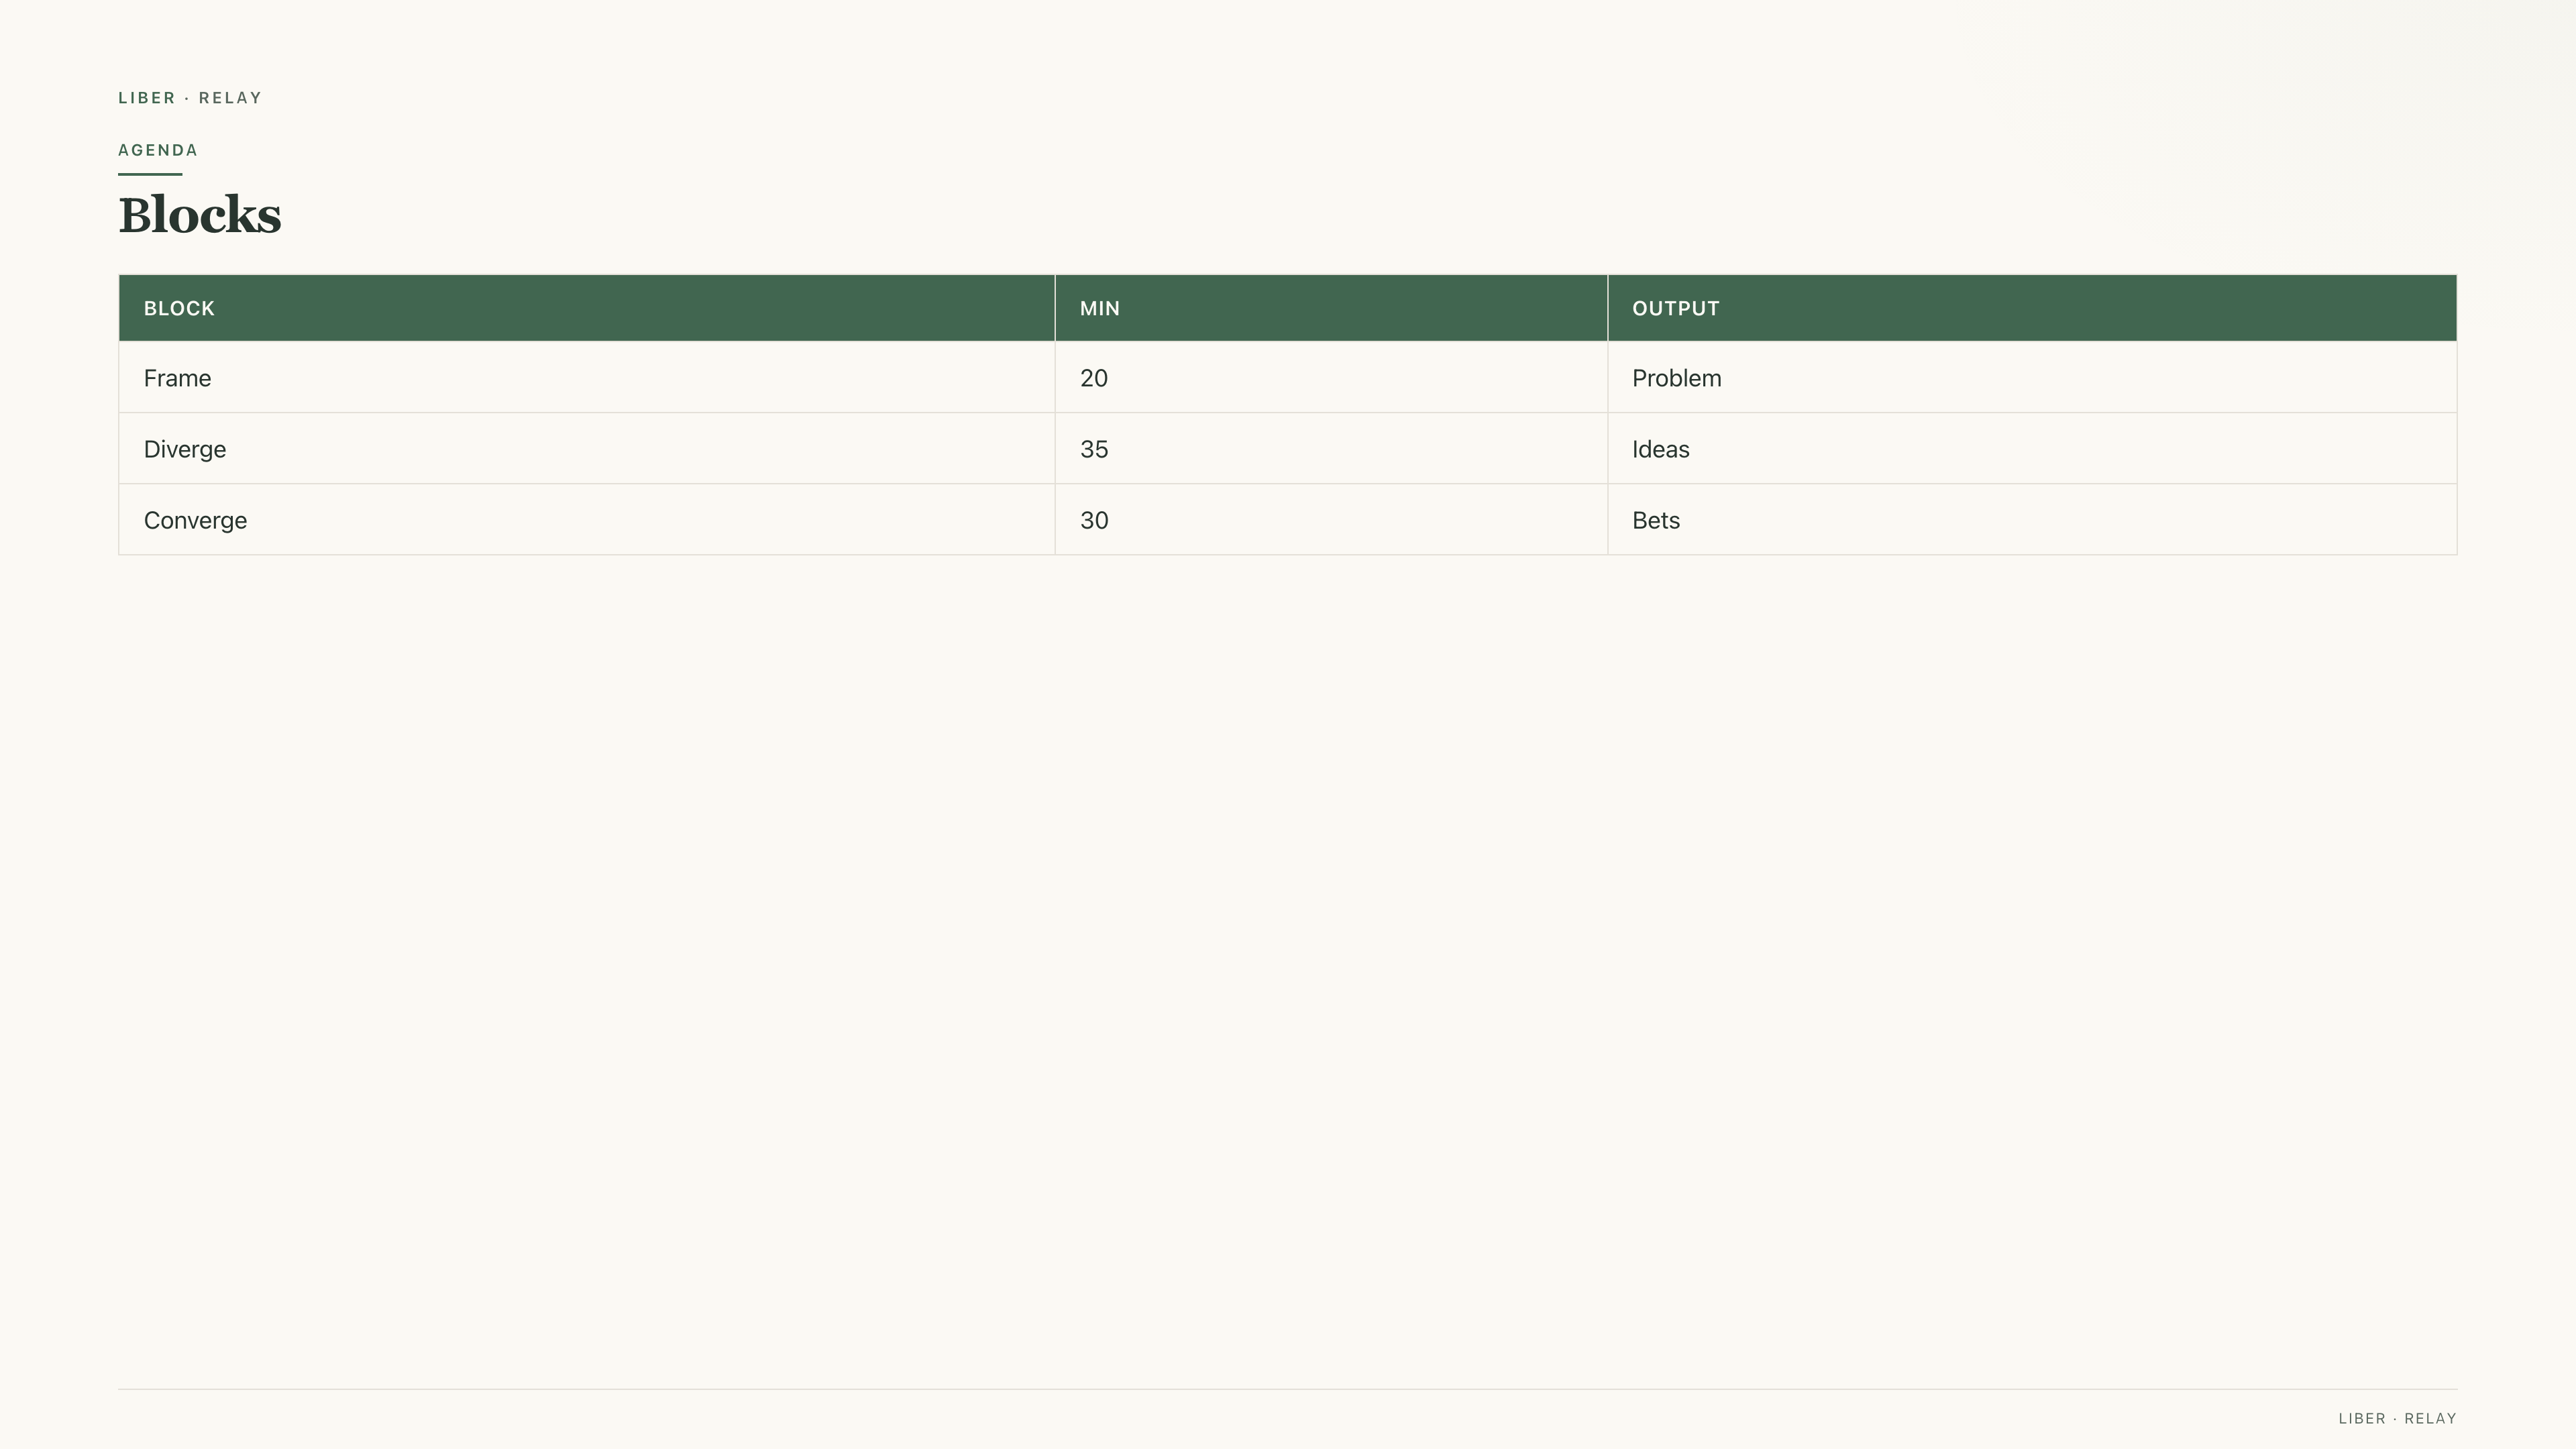 LIBER · RELAY
AGENDA
Blocks
BLOCK MIN OUTPUT
Frame 20 Problem
Diverge 35 Ideas
Converge 30 Bets
LIBER · RELAY